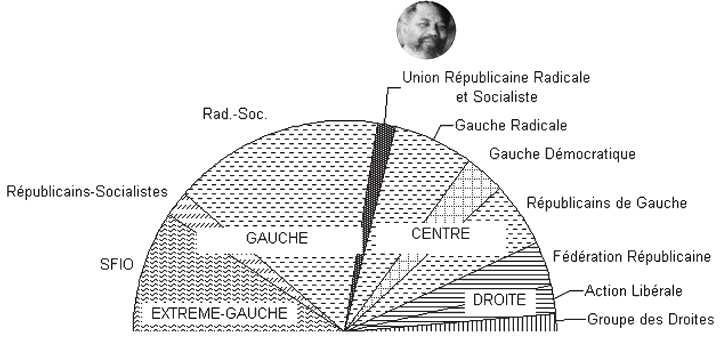 Union Républicaine Radicale
et Socialiste
Rad.-Soc.
Gauche Radicale
Gauche Démocratique
Républicains-Socialistes
Républicains de Gauche
GAUCHE
CENTRE
Fédération Républicaine
SFIO
Action Libérale
DROITE
EXTREME-GAUCHE
Groupe des Droites